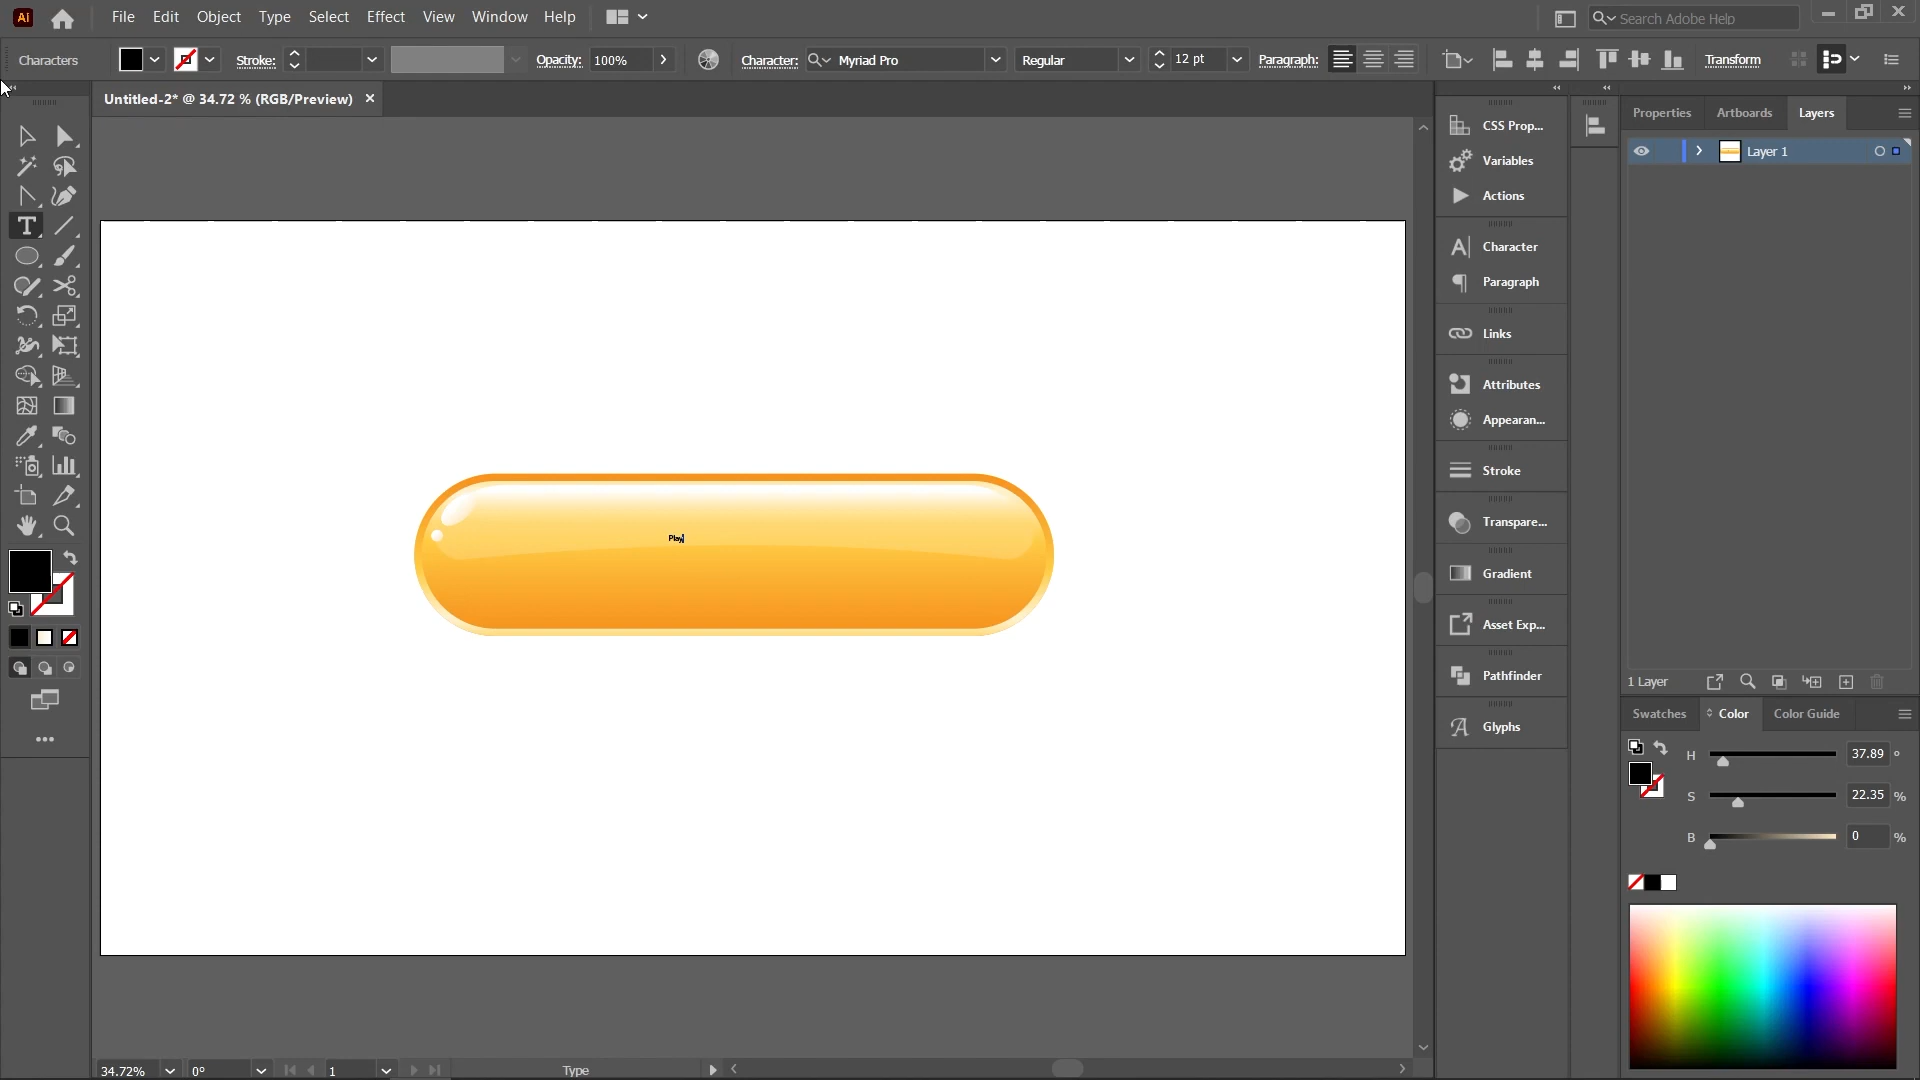 Ai File Edit Object Type Select Effect View Window Help Search Adobe Help
Characters Stroke: Opacity: 100% Character: Myriad Pro Regular 12 pt Paragraph: Transform
Untitled-2* @ 34.72 % (RGB/Preview)
Play
34.72% 0° 1 Type
CSS Prop...
Variables
Actions
Character
Paragraph
Links
Attributes
Appearan...
Stroke
Transpare...
Gradient
Asset Exp...
Pathfinder
Glyphs
Properties Artboards Layers
Layer 1
1 Layer
Swatches Color Color Guide
H 37.89 °
S 22.35 %
B 0 %